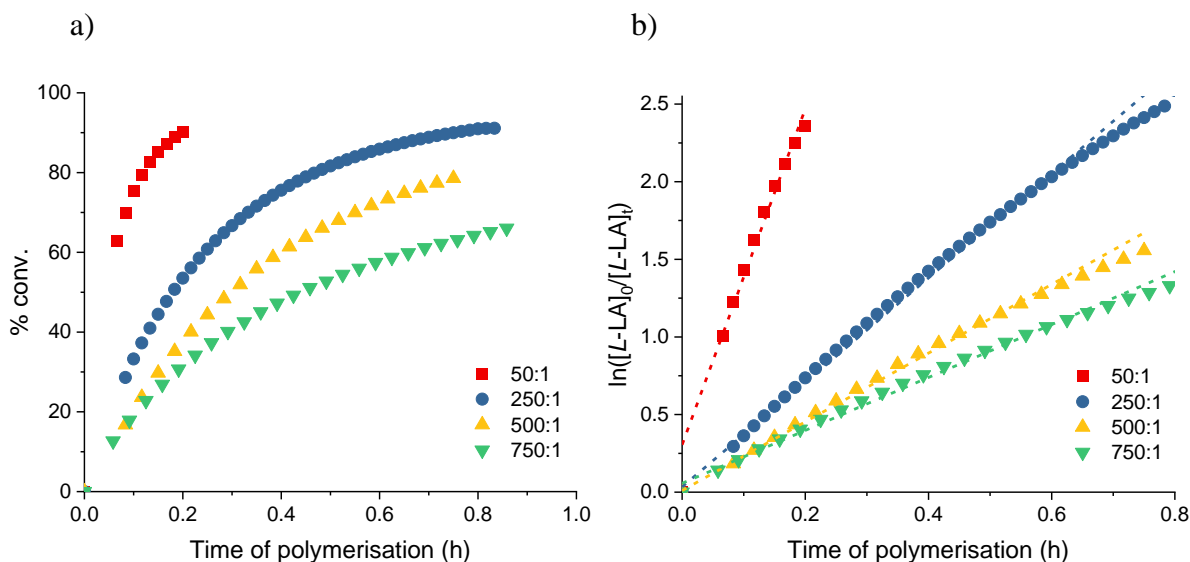 a)
% conv.
100
80
60
40
20
0
0.0 0.2 0.4 0.6 0.8 1.0
Time of polymerisation (h)
50:1
250:1
500:1
750:1
b)
ln([L-LA]0/[L-LA]t)
2.5
2.0
1.5
1.0
0.5
0.0
0.0 0.2 0.4 0.6 0.8
Time of polymerisation (h)
50:1
250:1
500:1
750:1